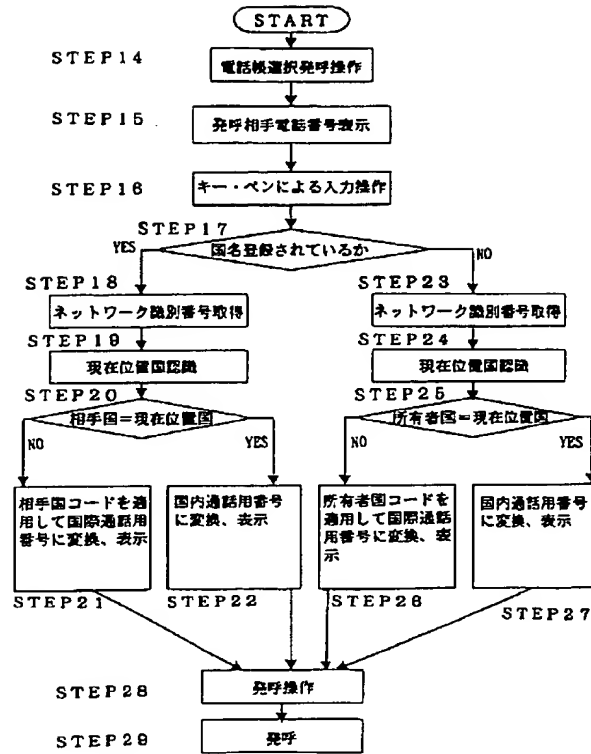 START
STEP14
電話帳選択発呼操作
STEP15
発呼相手電話番号表示
STEP16
キー・ペンによる入力操作
STEP17
国名登録されているか
YES
NO
STEP18
ネットワーク識別番号取得
STEP19
現在位置国認識
STEP20
相手国=現在位置国
NO
YES
STEP23
ネットワーク識別番号取得
STEP24
現在位置国認識
STEP25
所有者国=現在位置国
NO
YES
相手国コードを適
用して国際通話用
番号に変換、表示
STEP21
国内通話用番号
に変換、表示
STEP22
所有者国コードを
適用して国際通話
用番号に変換、表
示
STEP26
国内通話用番号
に変換、表示
STEP27
STEP28
発呼操作
STEP29
発呼